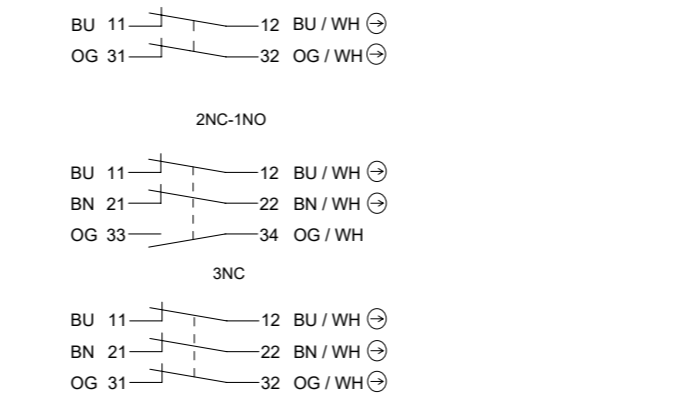 BU 11 12 BU / WH
OG 31 32 OG / WH
2NC-1NO
BU 11 12 BU / WH
BN 21 22 BN / WH
OG 33 34 OG / WH
3NC
BU 11 12 BU / WH
BN 21 22 BN / WH
OG 31 32 OG / WH